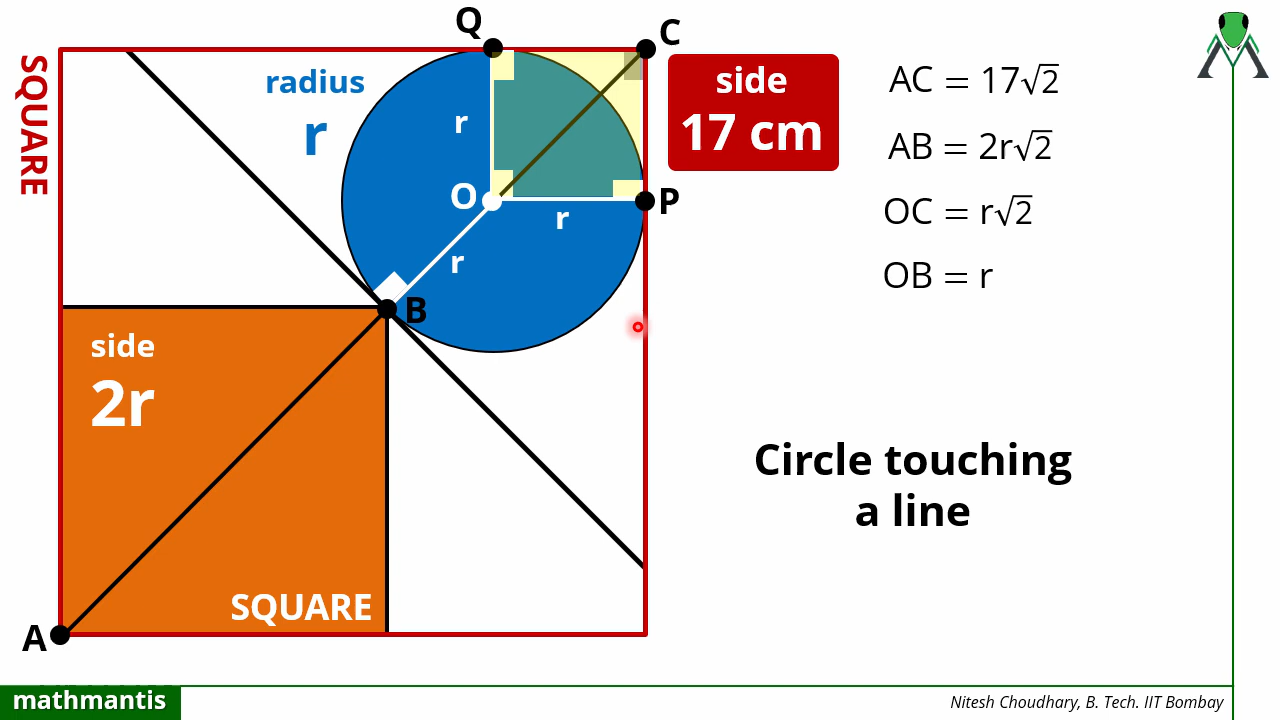 Q
C
SQUARE
radius
r
side
17 cm
AC = 17√2
AB = 2r√2
OC = r√2
OB = r
r
O
P
r
r
B
side
2r
SQUARE
A
Circle touching
a line
mathmantis
Nitesh Choudhary, B. Tech. IIT Bombay